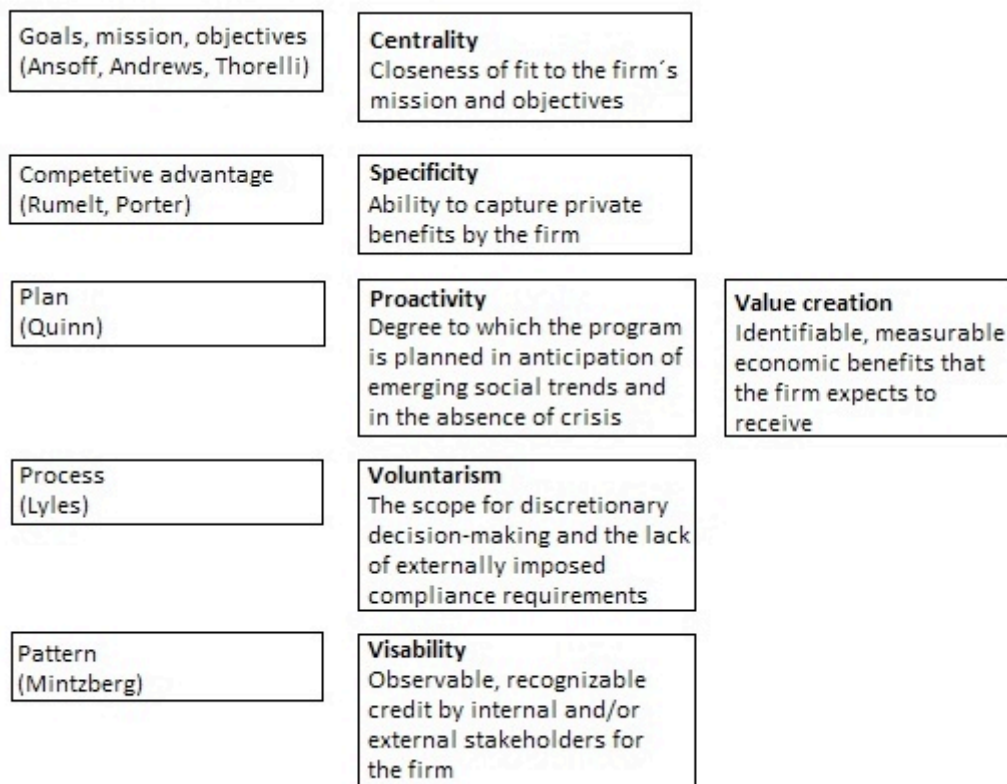 Goals, mission, objectives
(Ansoff, Andrews, Thorelli)
Centrality
Closeness of fit to the firm´s
mission and objectives
Competetive advantage
(Rumelt, Porter)
Specificity
Ability to capture private
benefits by the firm
Plan
(Quinn)
Proactivity
Degree to which the program
is planned in anticipation of
emerging social trends and
in the absence of crisis
Value creation
Identifiable, measurable
economic benefits that
the firm expects to
receive
Process
(Lyles)
Voluntarism
The scope for discretionary
decision-making and the lack
of externally imposed
compliance requirements
Pattern
(Mintzberg)
Visability
Observable, recognizable
credit by internal and/or
external stakeholders for
the firm